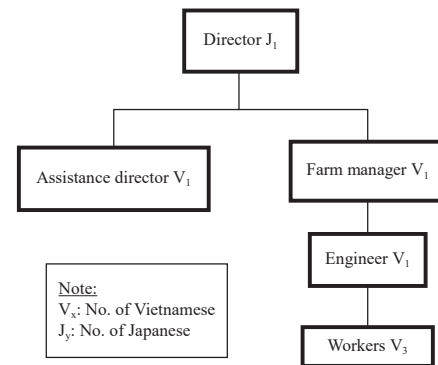 Director J₁
Assistance director V₁
Farm manager V₁
Engineer V₁
Note:
Vₓ: No. of Vietnamese
Jᵧ: No. of Japanese
Workers V₃